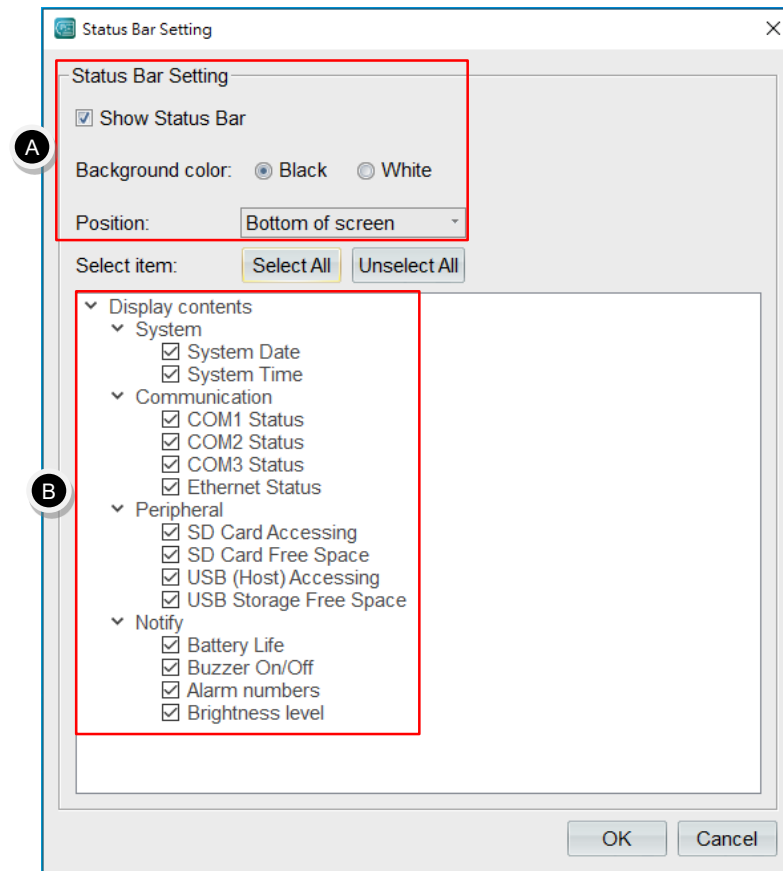 Status Bar Setting
Status Bar Setting
Show Status Bar
A
Background color: Black White
Position: Bottom of screen
Select item: Select All Unselect All
Display contents
System
System Date
System Time
Communication
COM1 Status
COM2 Status
COM3 Status
Ethernet Status
B
Peripheral
SD Card Accessing
SD Card Free Space
USB (Host) Accessing
USB Storage Free Space
Notify
Battery Life
Buzzer On/Off
Alarm numbers
Brightness level
OK Cancel